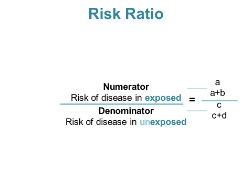 Risk Ratio
Numerator
Risk of disease in exposed
=
a
a+b
Denominator
Risk of disease in unexposed
c
c+d